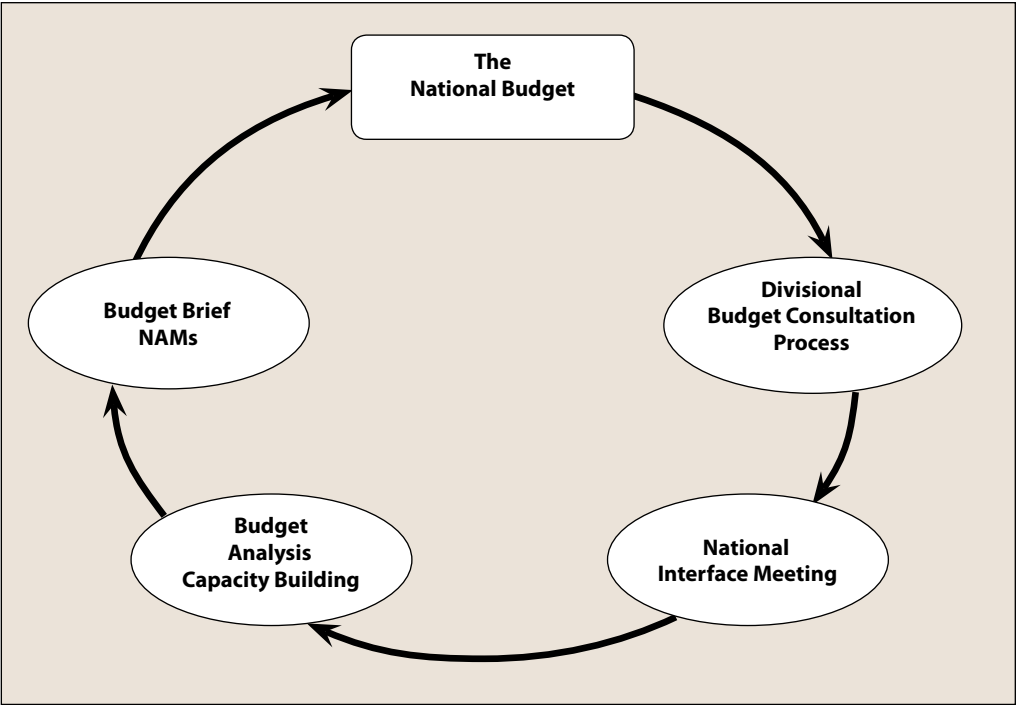 The
National Budget
Divisional
Budget Consultation
Process
National
Interface Meeting
Budget
Analysis
Capacity Building
Budget Brief
NAMs